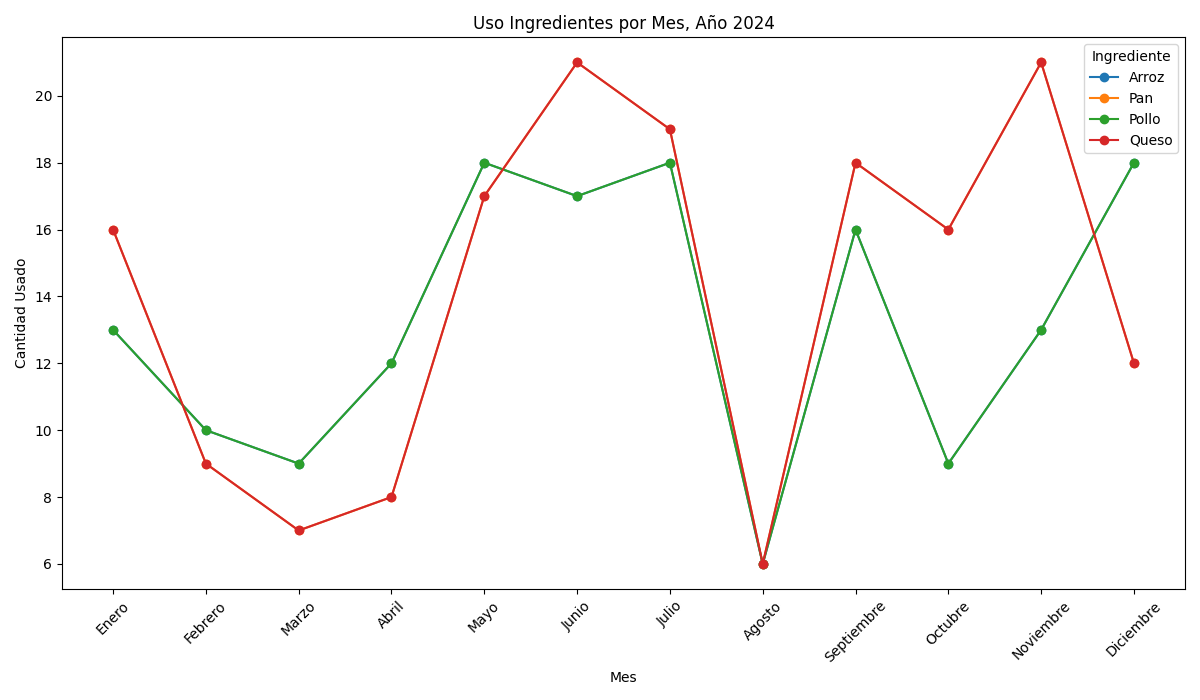 Uso Ingredientes por Mes, Año 2024
Ingrediente
Arroz
Pan
Pollo
Queso
Cantidad Usado
20
18
16
14
12
10
8
6
Enero
Febrero
Marzo
Abril
Mayo
Junio
Julio
Agosto
Septiembre
Octubre
Noviembre
Diciembre
Mes